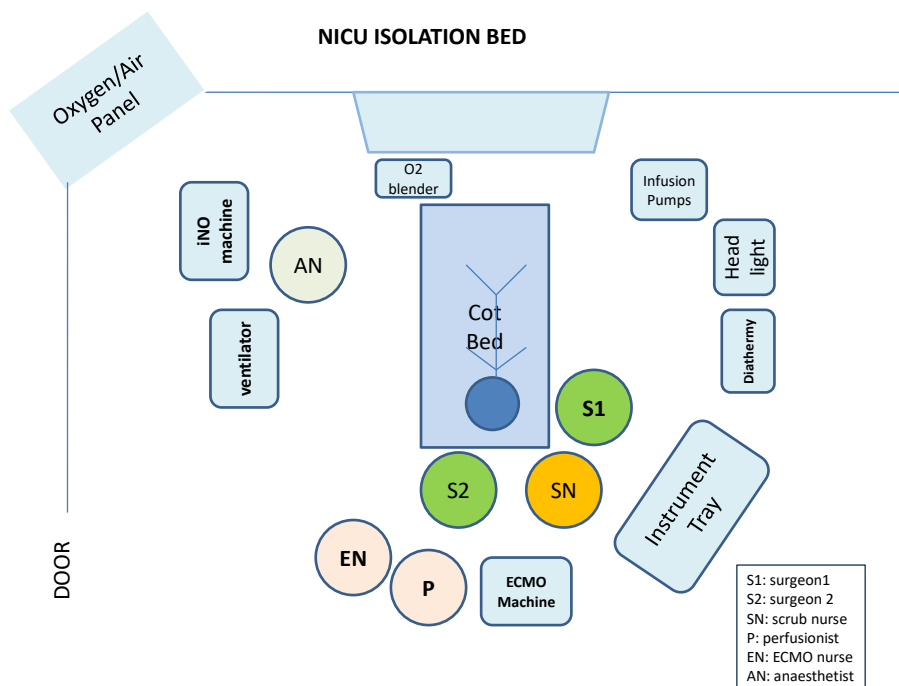 NICU ISOLATION BED
Oxygen/Air
Panel
O2
blender
Infusion
Pumps
iNO
machine
AN
Head
light
Cot
Bed
ventilator
Diathermy
S1
S2
SN
Instrument
Tray
EN
P
ECMO
Machine
DOOR
S1: surgeon1
S2: surgeon 2
SN: scrub nurse
P: perfusionist
EN: ECMO nurse
AN: anaesthetist